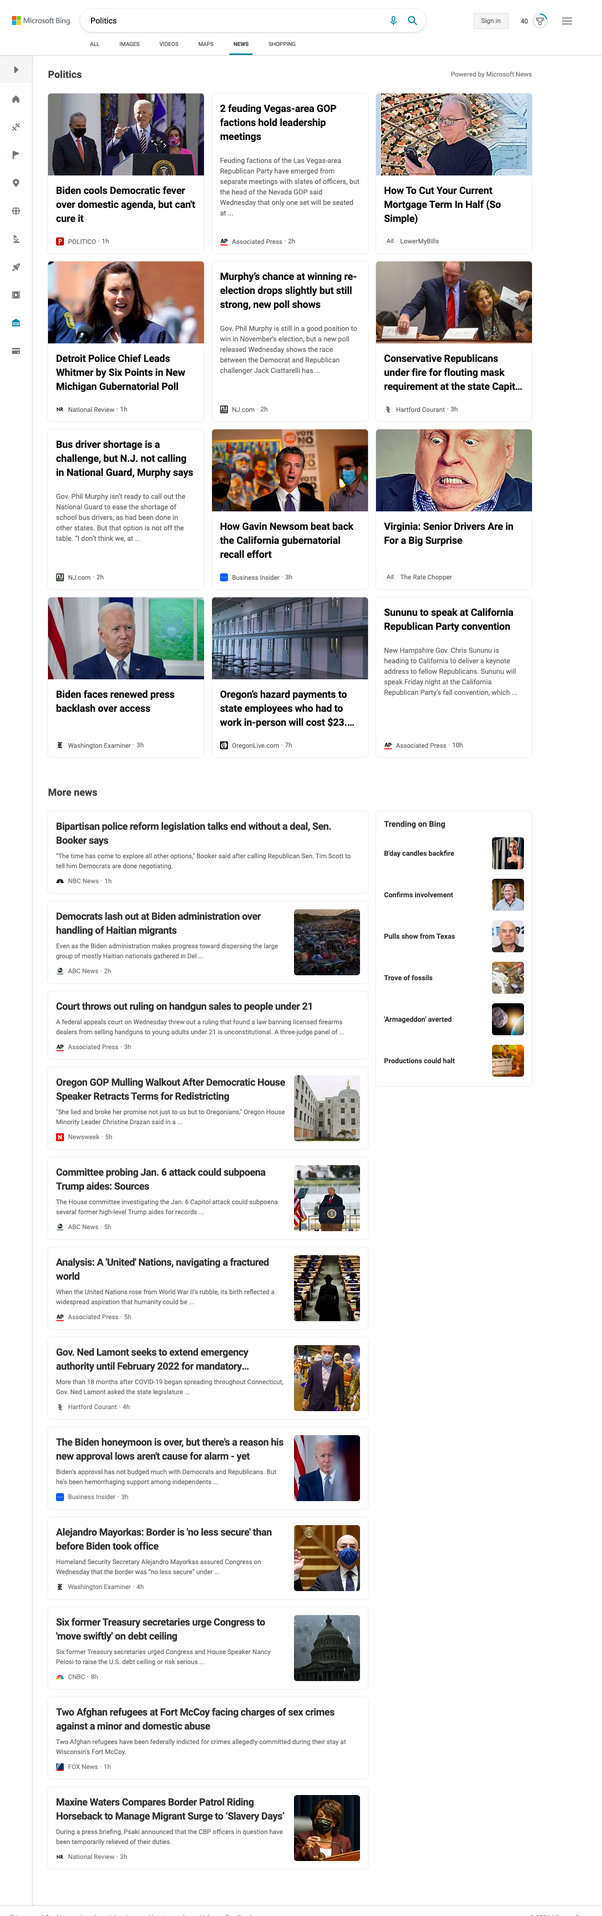 Microsoft Bing
Politics
Sign in
40
ALL
IMAGES
VIDEOS
MAPS
NEWS
SHOPPING
Politics
Powered by Microsoft News
Biden cools Democratic fever
over domestic agenda, but can't
cure it
POLITICO · 1h
2 feuding Vegas-area GOP
factions hold leadership
meetings
Feuding factions of the Las Vegas-area
Republican Party have emerged from
separate meetings with slates of officers, but
the head of the Nevada GOP said
Wednesday that only one set will be seated
at ...
AP Associated Press · 2h
How To Cut Your Current
Mortgage Term In Half (So
Simple)
Ad LowerMyBills
Detroit Police Chief Leads
Whitmer by Six Points in New
Michigan Gubernatorial Poll
NR National Review · 1h
Murphy's chance at winning re-
election drops slightly but still
strong, new poll shows
Gov. Phil Murphy is still in a good position to
win in November's election, but a new poll
released Wednesday shows the race
between the Democrat and Republican
challenger Jack Ciattarelli has ...
NJ.com · 2h
Conservative Republicans
under fire for flouting mask
requirement at the state Capit...
Hartford Courant · 3h
Bus driver shortage is a
challenge, but N.J. not calling
in National Guard, Murphy says
Gov. Phil Murphy isn't ready to call out the
National Guard to ease the shortage of
school bus drivers, as had been done in
other states. But that option is not off the
table. "I don't think we, at ...
NJ.com · 2h
How Gavin Newsom beat back
the California gubernatorial
recall effort
Business Insider · 3h
Virginia: Senior Drivers Are in
For a Big Surprise
Ad The Rate Chopper
Biden faces renewed press
backlash over access
Washington Examiner · 3h
Oregon's hazard payments to
state employees who had to
work in-person will cost $23....
OregonLive.com · 7h
Sununu to speak at California
Republican Party convention
New Hampshire Gov. Chris Sununu is
heading to California to deliver a keynote
address to fellow Republicans. Sununu will
speak Friday night at the California
Republican Party's fall convention, which ...
AP Associated Press · 10h
More news
Bipartisan police reform legislation talks end without a deal, Sen.
Booker says
"The time has come to explore all other options," Booker said after calling Republican Sen. Tim Scott to
tell him Democrats are done negotiating.
NBC News · 1h
Democrats lash out at Biden administration over
handling of Haitian migrants
Even as the Biden administration makes progress toward dispersing the large
group of mostly Haitian nationals gathered in Del ...
ABC News · 2h
Court throws out ruling on handgun sales to people under 21
A federal appeals court on Wednesday threw out a ruling that found a law banning licensed firearms
dealers from selling handguns to young adults under 21 is unconstitutional. A three-judge panel of ...
AP Associated Press · 3h
Oregon GOP Mulling Walkout After Democratic House
Speaker Retracts Terms for Redistricting
"She lied and broke her promise not just to us but to Oregonians," Oregon House
Minority Leader Christine Drazan said in a ...
N Newsweek · 5h
Committee probing Jan. 6 attack could subpoena
Trump aides: Sources
The House committee investigating the Jan. 6 Capitol attack could subpoena
several former high-level Trump aides for records ...
ABC News · 5h
Analysis: A 'United' Nations, navigating a fractured
world
When the United Nations rose from World War II's rubble, its birth reflected a
widespread aspiration that humanity could be ...
AP Associated Press · 5h
Gov. Ned Lamont seeks to extend emergency
authority until February 2022 for mandatory...
More than 18 months after COVID-19 began spreading throughout Connecticut,
Gov. Ned Lamont asked the state legislature ...
Hartford Courant · 4h
The Biden honeymoon is over, but there's a reason his
new approval lows aren't cause for alarm - yet
Biden's approval has not budged much with Democrats and Republicans. But
he's been hemorrhaging support among independents ...
Business Insider · 3h
Alejandro Mayorkas: Border is 'no less secure' than
before Biden took office
Homeland Security Secretary Alejandro Mayorkas assured Congress on
Wednesday that the border was "no less secure" under ...
Washington Examiner · 4h
Six former Treasury secretaries urge Congress to
'move swiftly' on debt ceiling
Six former Treasury secretaries urged Congress and House Speaker Nancy
Pelosi to raise the U.S. debt ceiling or risk serious ...
CNBC · 8h
Two Afghan refugees at Fort McCoy facing charges of sex crimes
against a minor and domestic abuse
Two Afghan refugees have been federally indicted for crimes allegedly committed during their stay at
Wisconsin's Fort McCoy.
FOX News · 1h
Maxine Waters Compares Border Patrol Riding
Horseback to Manage Migrant Surge to 'Slavery Days'
During a press briefing, Psaki announced that the CBP officers in question have
been temporarily relieved of their duties.
NR National Review · 3h
Trending on Bing
B'day candles backfire
Confirms involvement
Pulls show from Texas
Trove of fossils
'Armageddon' averted
Productions could halt